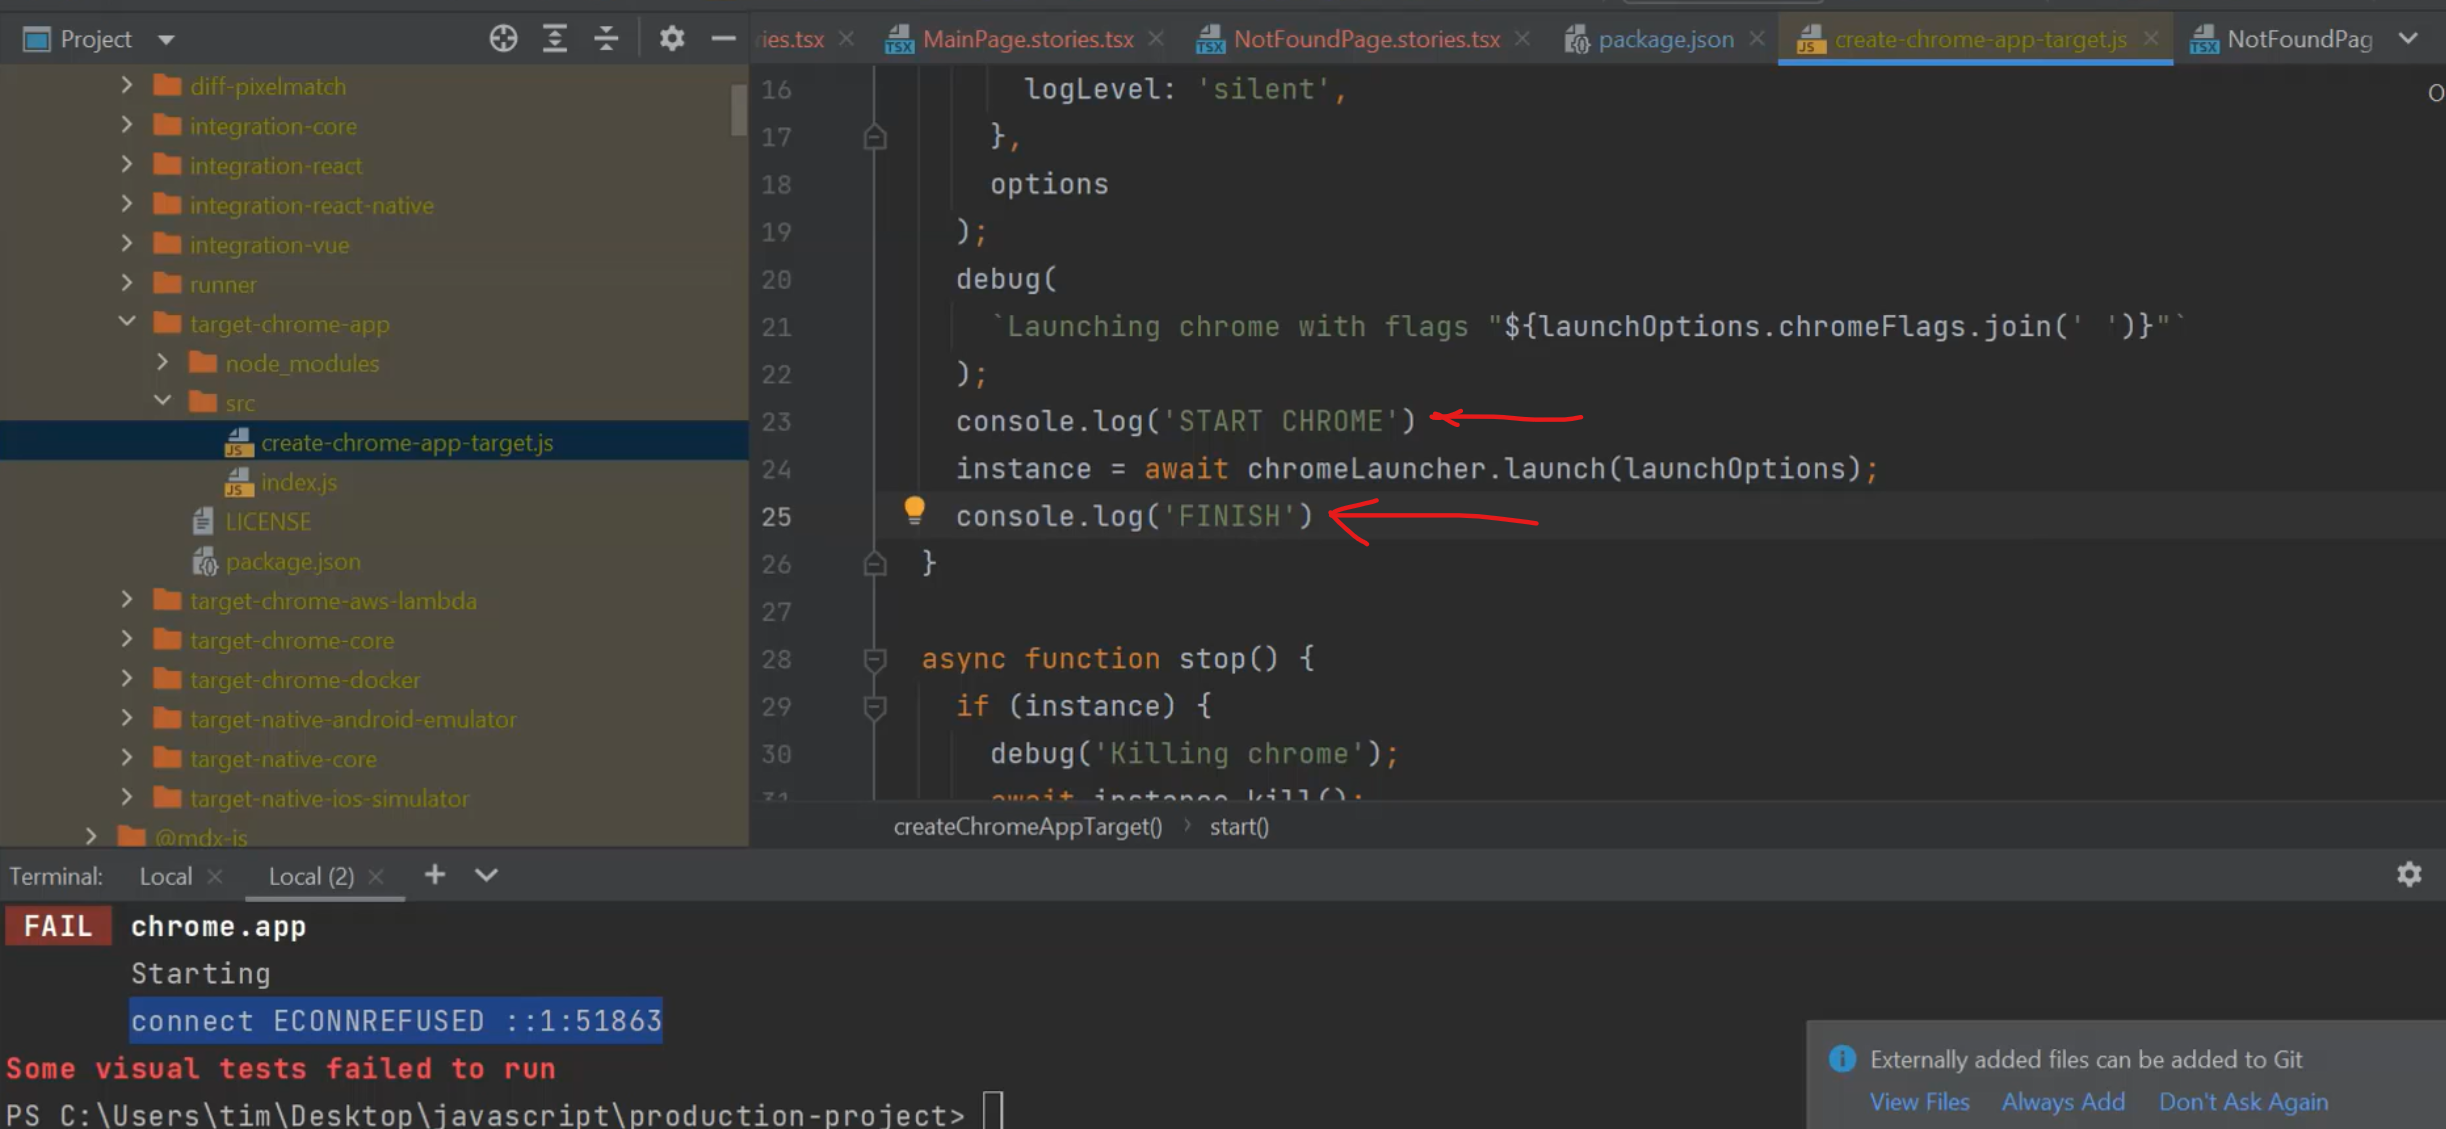 Project
ies.tsx
MainPage.stories.tsx
NotFoundPage.stories.tsx
package.json
create-chrome-app-target.js
NotFoundPag
diff-pixelmatch
integration-core
integration-react
integration-react-native
integration-vue
runner
target-chrome-app
node_modules
src
create-chrome-app-target.js
index.js
LICENSE
package.json
target-chrome-aws-lambda
target-chrome-core
target-chrome-docker
target-native-android-emulator
target-native-core
target-native-ios-simulator
@mdx-js
16 logLevel: 'silent',
17 },
18 options
19 );
20 debug(
21 `Launching chrome with flags "${launchOptions.chromeFlags.join(' ')}"`
22 );
23 console.log('START CHROME')
24 instance = await chromeLauncher.launch(launchOptions);
25 console.log('FINISH')
26 }
27
28 async function stop() {
29 if (instance) {
30 debug('Killing chrome');
31 await instance.kill();
createChromeAppTarget() › start()
Terminal: Local Local (2)
FAIL chrome.app
Starting
connect ECONNREFUSED ::1:51863
Some visual tests failed to run
PS C:\Users\tim\Desktop\javascript\production-project>
Externally added files can be added to Git
View Files Always Add Don't Ask Again